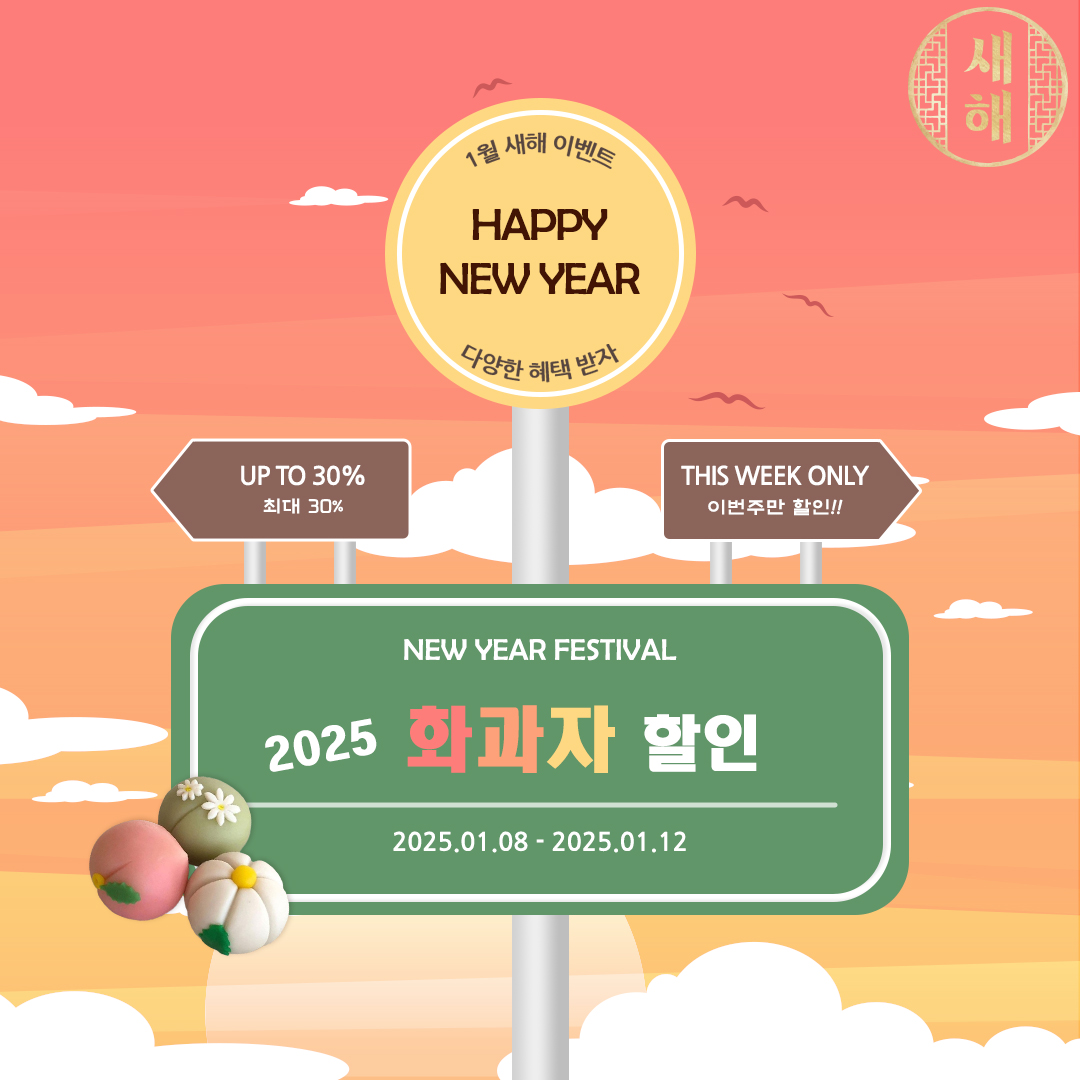 새
해
1월 새해 이벤트
HAPPY
NEW YEAR
다양한 혜택 받자
UP TO 30%
최대 30%
THIS WEEK ONLY
이번주만 할인!!
NEW YEAR FESTIVAL
2025 화과자 할인
2025.01.08 - 2025.01.12